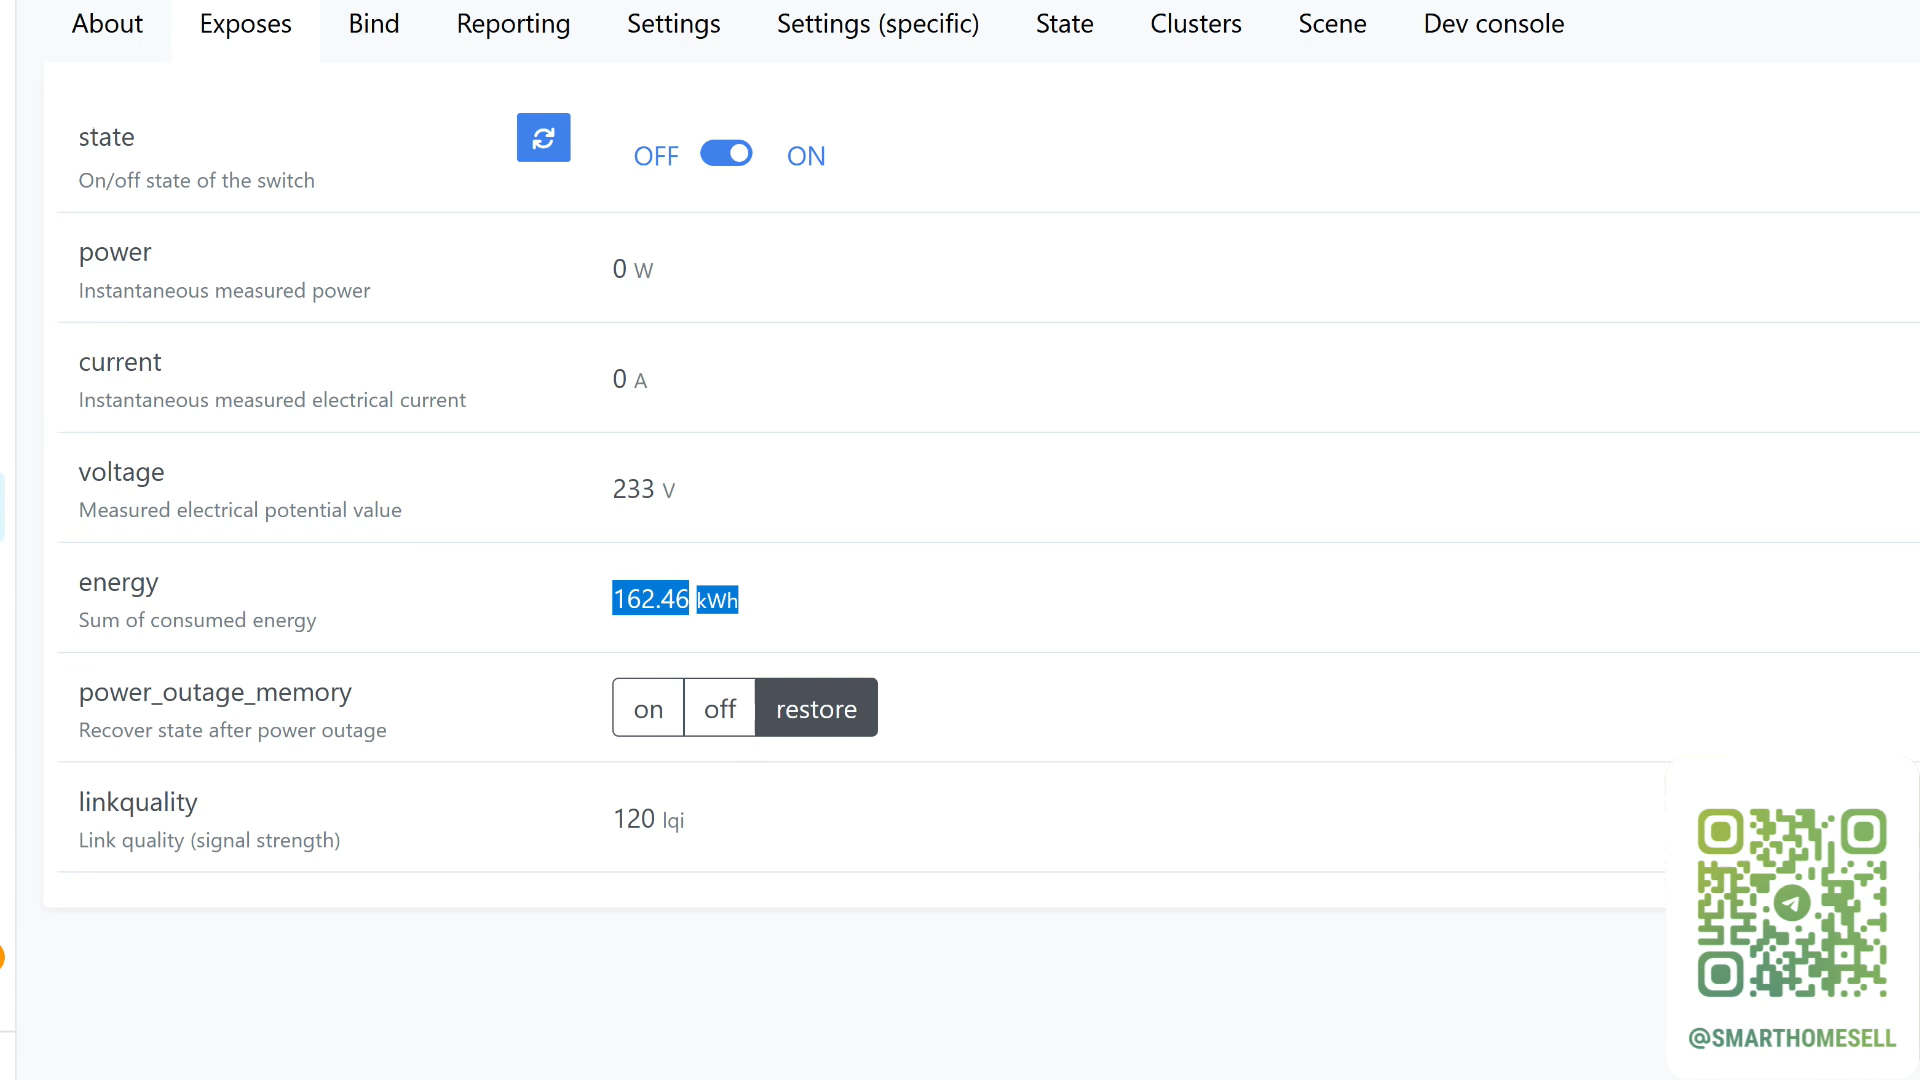 About Exposes Bind Reporting Settings Settings (specific) State Clusters Scene Dev console
state
OFF ON
On/off state of the switch
power
0 W
Instantaneous measured power
current
0 A
Instantaneous measured electrical current
voltage
233 V
Measured electrical potential value
energy
162.46 kWh
Sum of consumed energy
power_outage_memory
on off restore
Recover state after power outage
linkquality
120 lqi
Link quality (signal strength)
@SMARTHOMESELL